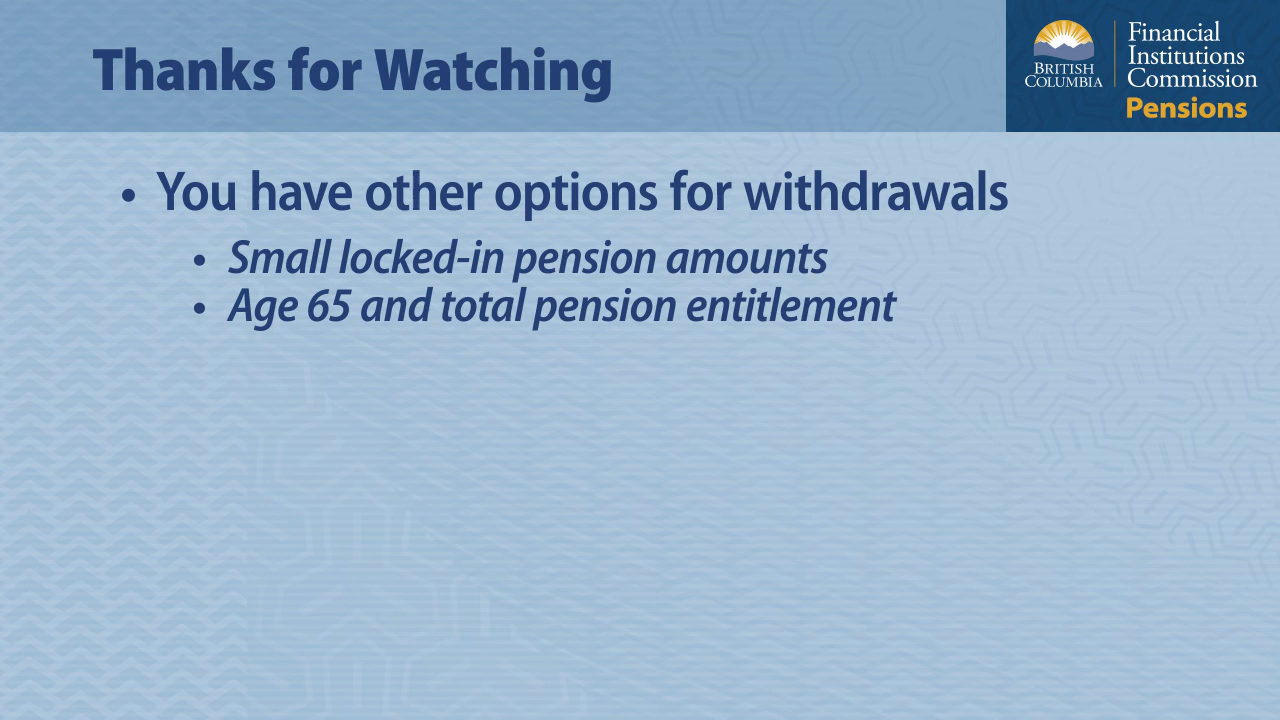 Thanks for Watching
BRITISH
COLUMBIA
Financial
Institutions
Commission
Pensions
• You have other options for withdrawals
• Small locked-in pension amounts
• Age 65 and total pension entitlement